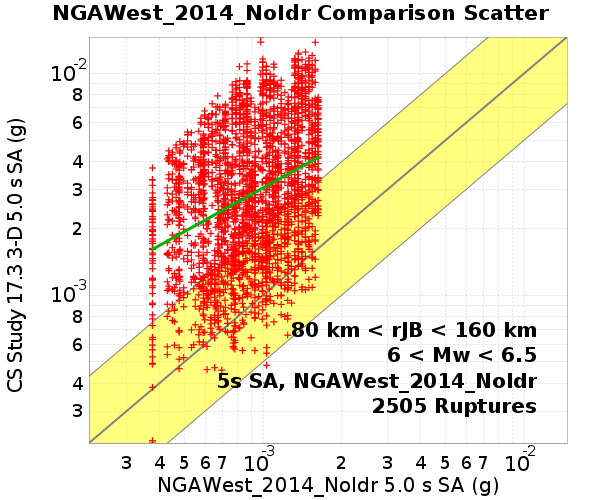 NGAWest_2014_NoIdr Comparison Scatter
CS Study 17.3 3-D 5.0 s SA (g)
10-2
8
6
4
3
2
10-3
8
6
4
3
80 km < rJB < 160 km
6 < Mw < 6.5
5s SA, NGAWest_2014_NoIdr
2505 Ruptures
3 4 5 6 7 10-3 2 3 4 5 6 7 10-2
NGAWest_2014_NoIdr 5.0 s SA (g)